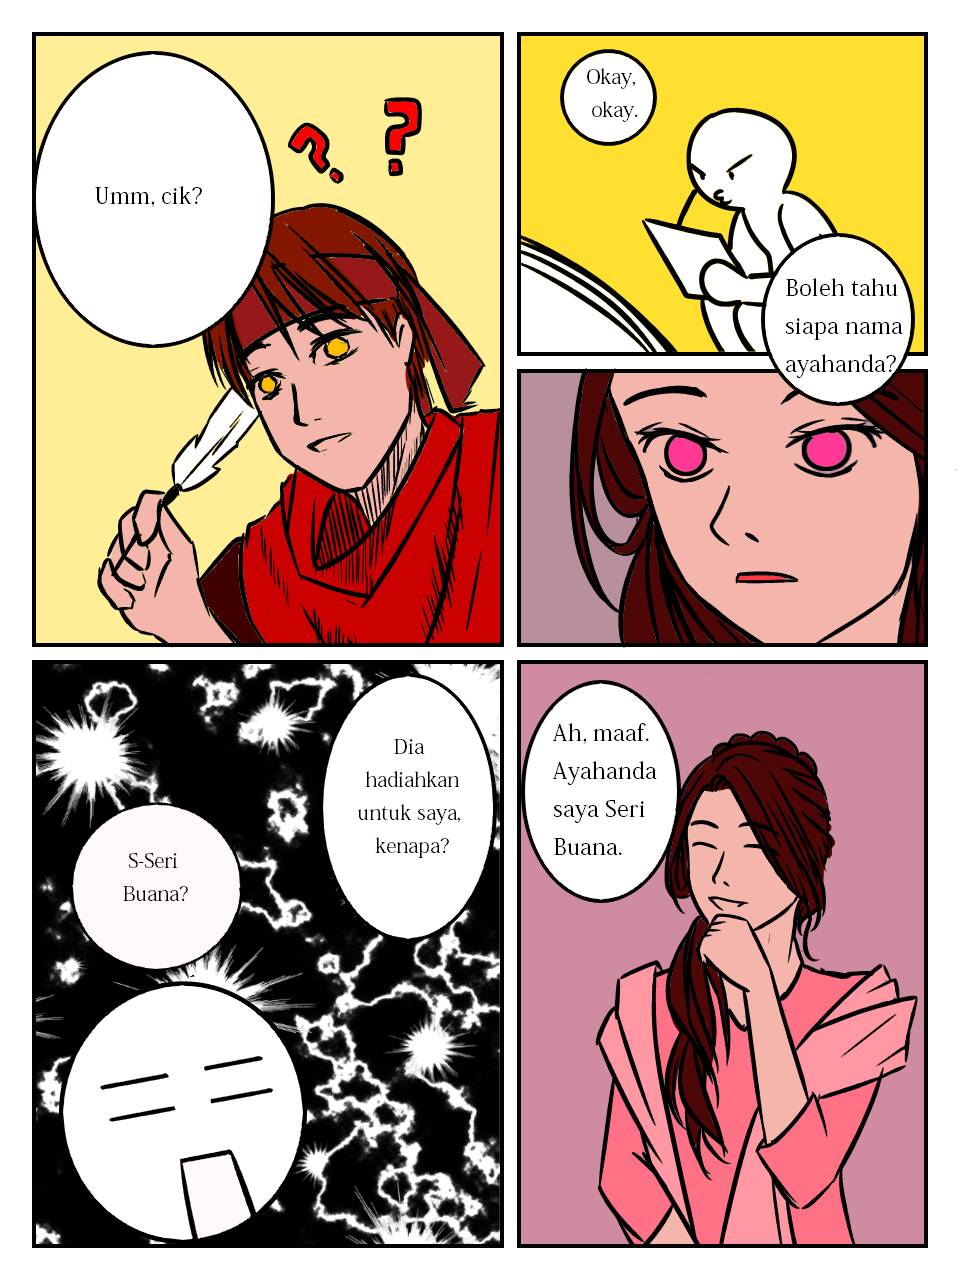 Umm, cik?
Okay,
okay.
Boleh tahu
siapa nama
ayahanda?
Dia
hadiahkan
untuk saya,
kenapa?
S-Seri
Buana?
Ah, maaf.
Ayahanda
saya Seri
Buana.